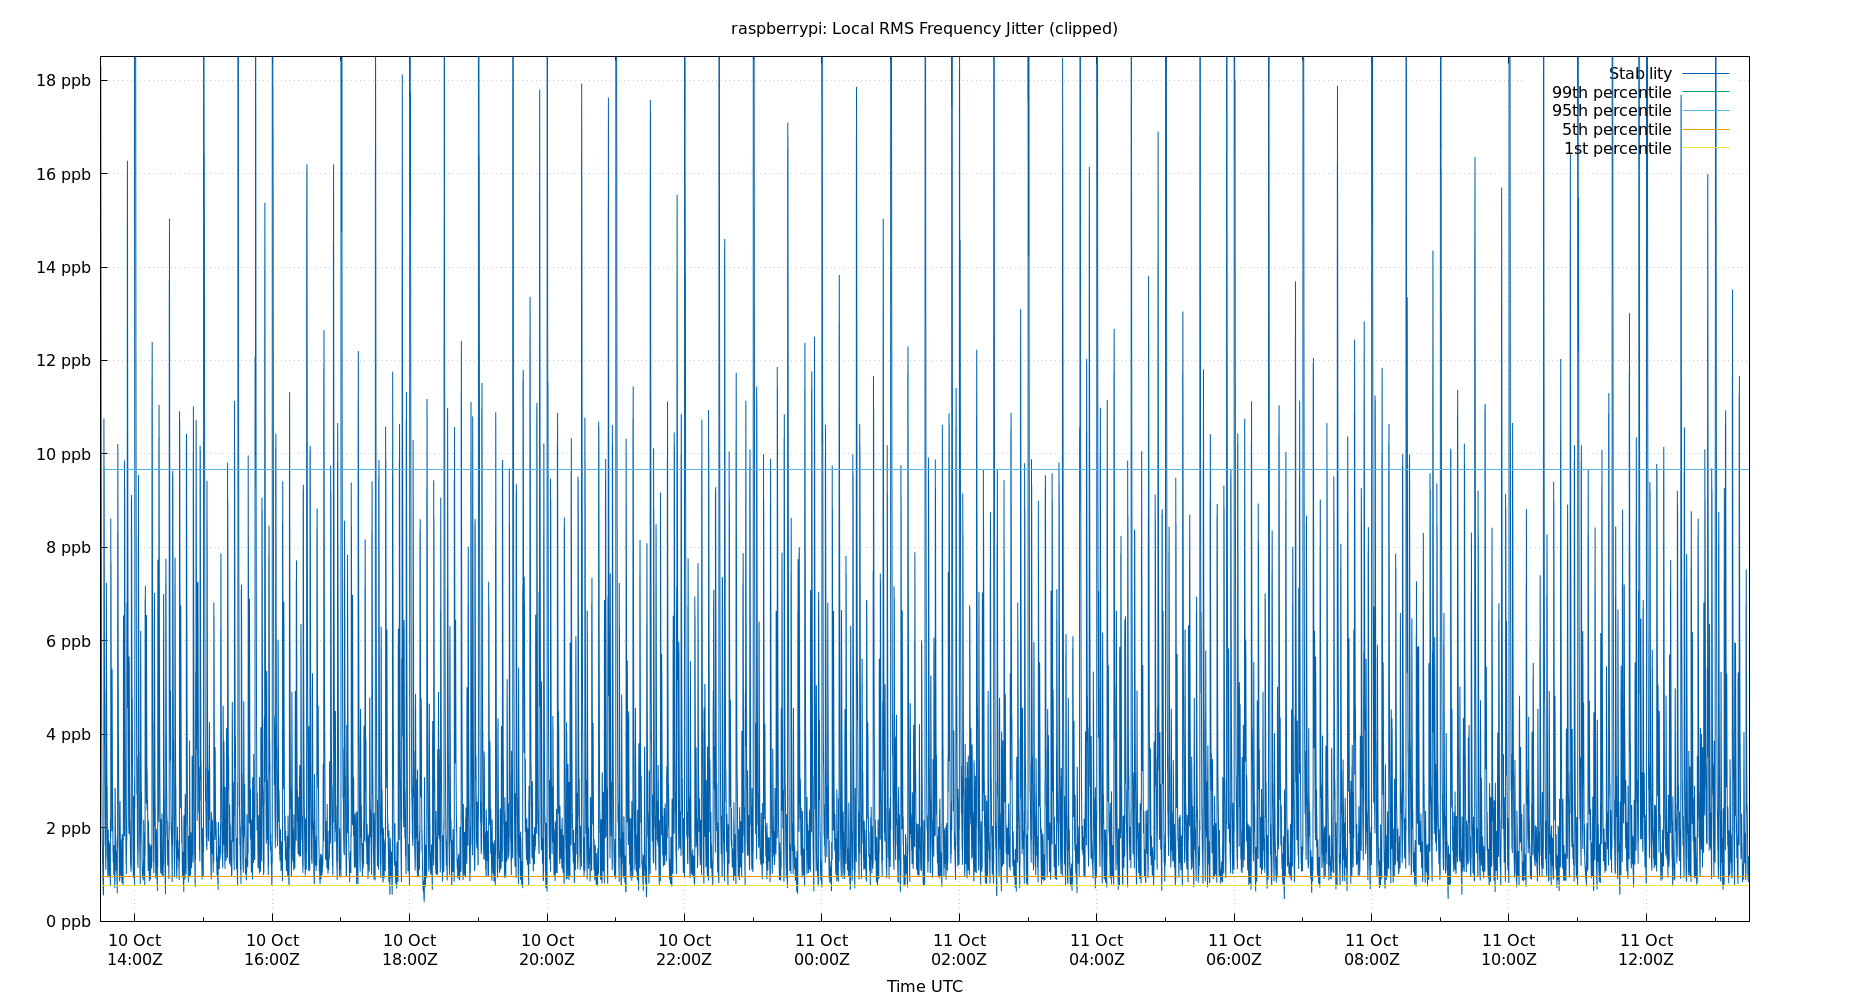 raspberrypi: Local RMS Frequency Jitter (clipped)
18 ppb
16 ppb
14 ppb
12 ppb
10 ppb
8 ppb
6 ppb
4 ppb
2 ppb
0 ppb
Stability
99th percentile
95th percentile
5th percentile
1st percentile
10 Oct 10 Oct 10 Oct 10 Oct 10 Oct 11 Oct 11 Oct 11 Oct 11 Oct 11 Oct 11 Oct 11 Oct
14:00Z 16:00Z 18:00Z 20:00Z 22:00Z 00:00Z 02:00Z 04:00Z 06:00Z 08:00Z 10:00Z 12:00Z
Time UTC